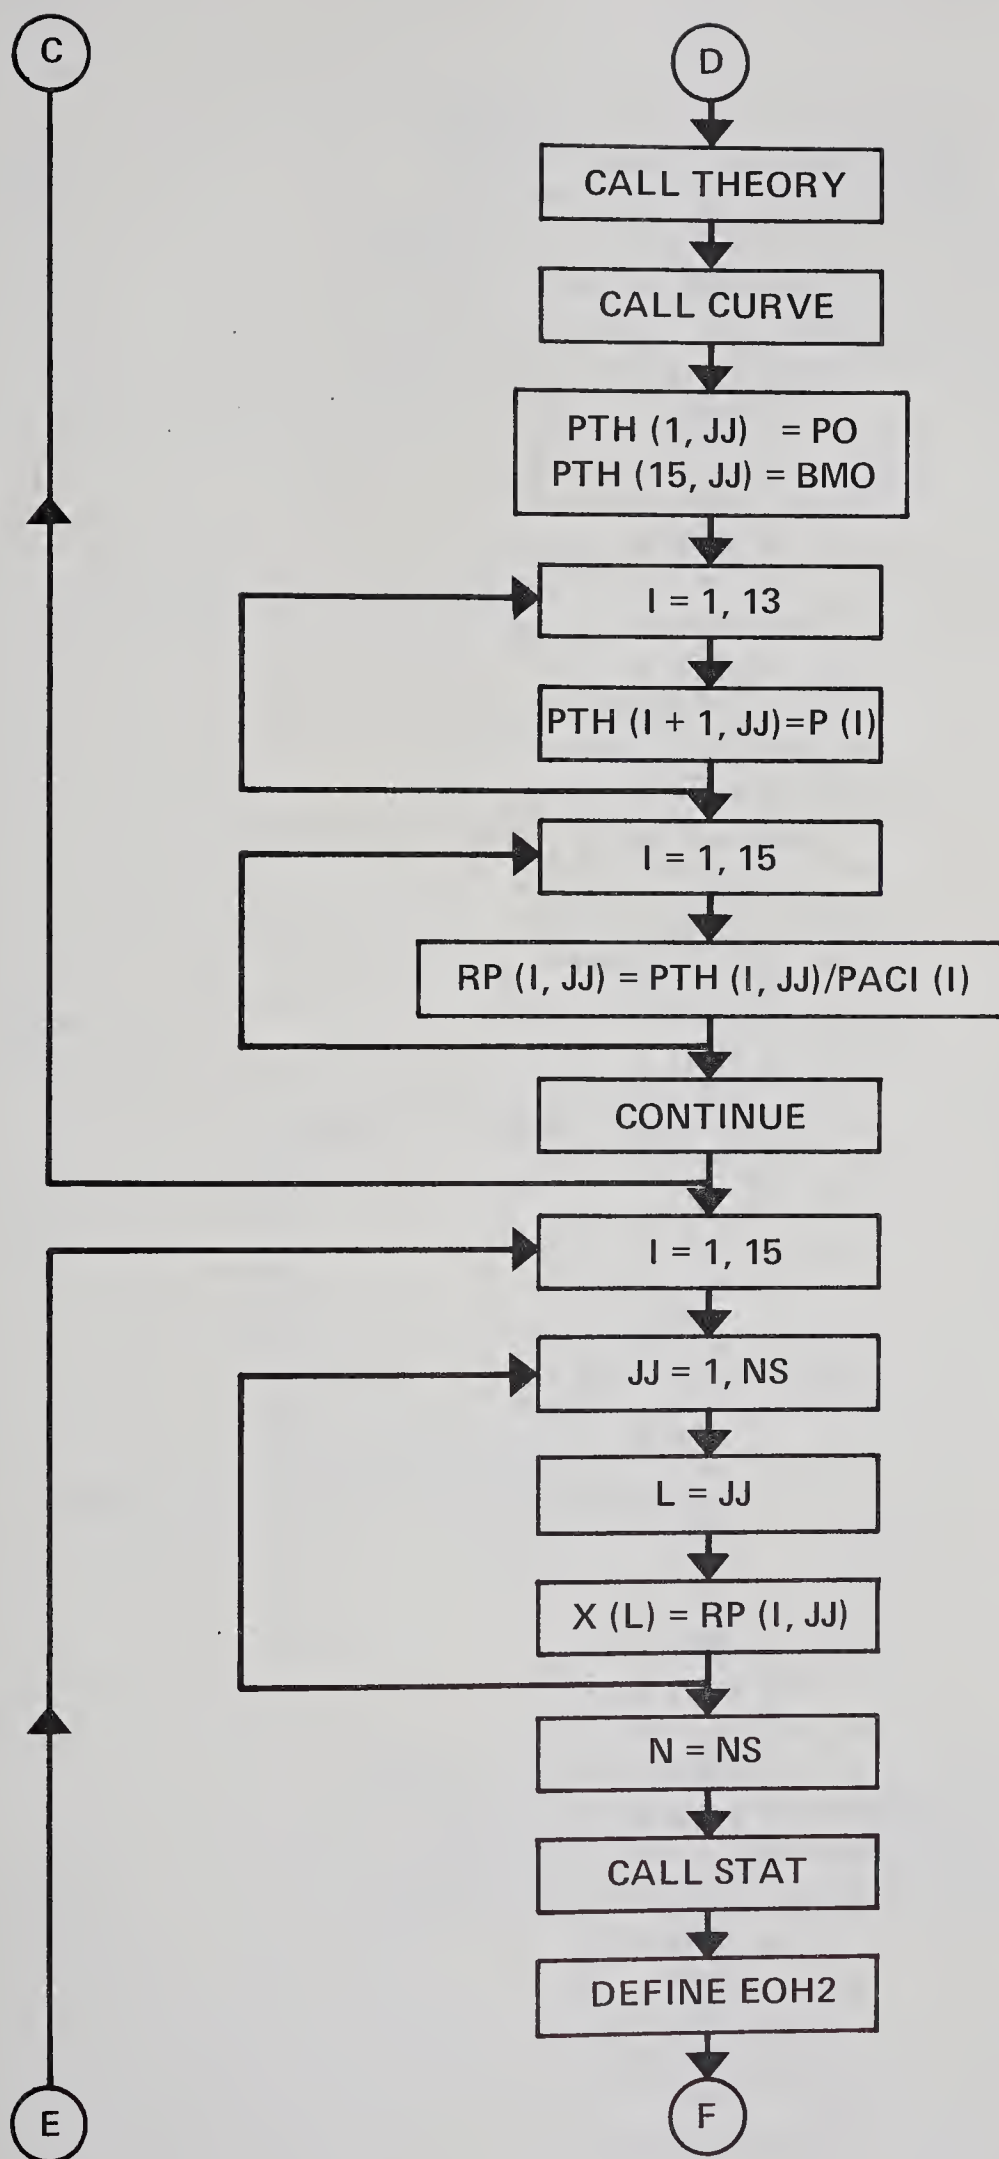 C
D
CALL THEORY
CALL CURVE
PTH (1, JJ) = PO
PTH (15, JJ) = BMO
I = 1, 13
PTH (I + 1, JJ)=P (I)
I = 1, 15
RP (I, JJ) = PTH (I, JJ)/PACI (I)
CONTINUE
I = 1, 15
JJ = 1, NS
L = JJ
X (L) = RP (I, JJ)
N = NS
CALL STAT
DEFINE EOH2
E
F